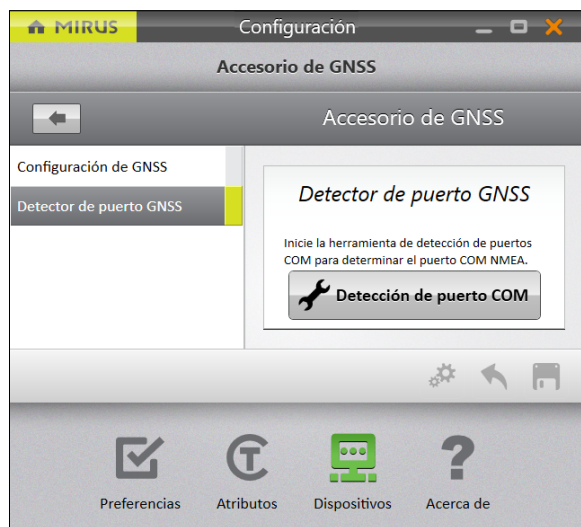 MIRUS
Configuración
Accesorio de GNSS
Accesorio de GNSS
Configuración de GNSS
Detector de puerto GNSS
Detector de puerto GNSS
Inicie la herramienta de detección de puertos
COM para determinar el puerto COM NMEA.
Detección de puerto COM
Preferencias
Atributos
Dispositivos
Acerca de